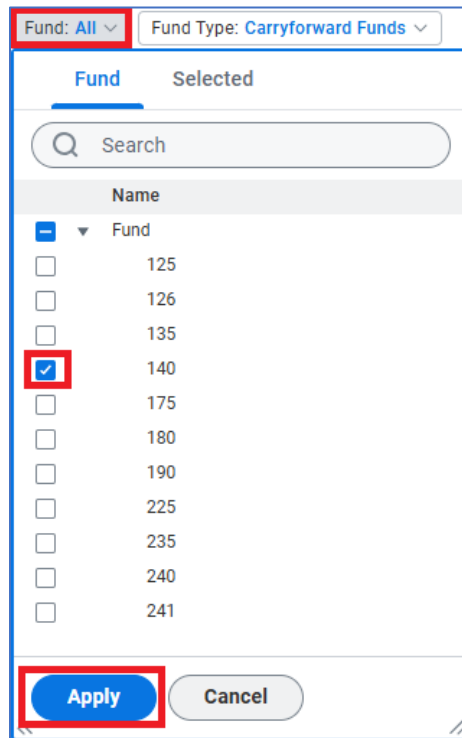 Fund: All Fund Type: Carryforward Funds
Fund Selected
Search
Name
Fund
125
126
135
140
175
180
190
225
235
240
241
Apply Cancel